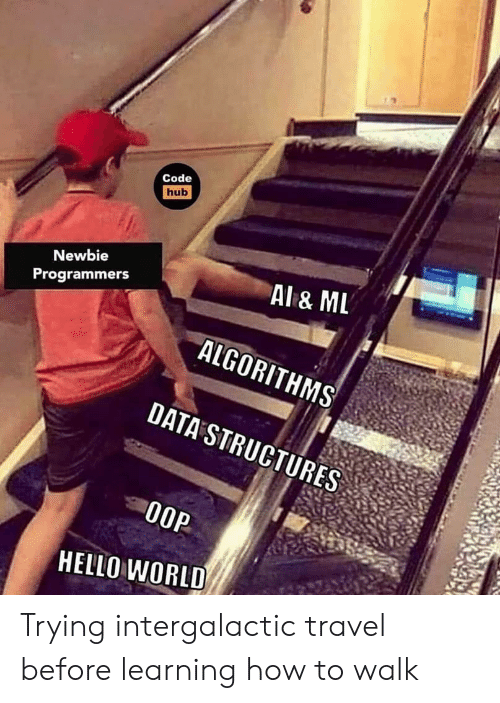 Code
hub
Newbie
Programmers
AI & ML
ALGORITHMS
DATA STRUCTURES
OOP
HELLO WORLD
Trying intergalactic travel
before learning how to walk